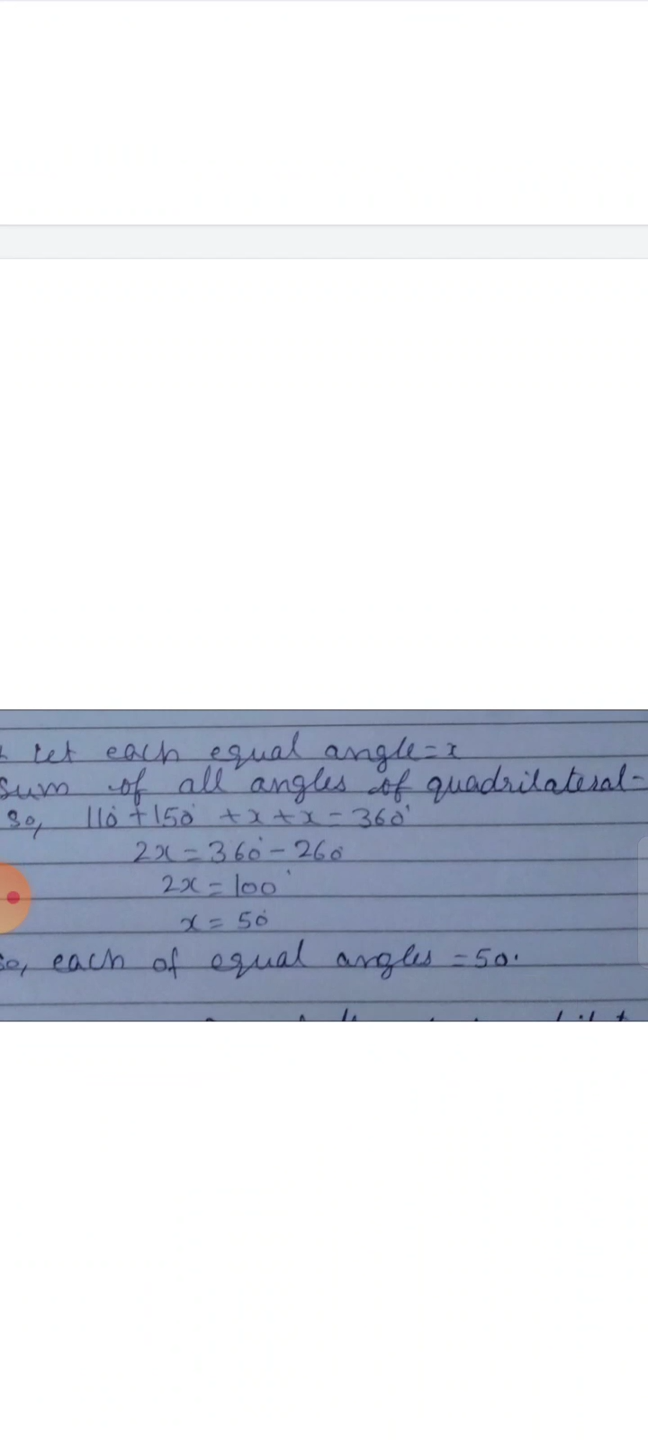 Let each equal angle = x
Sum of all angles of quadrilateral =
So, 110° + 150° + x + x = 360°
2x = 360° - 260°
2x = 100°
x = 50°
So, each of equal angles = 50°.